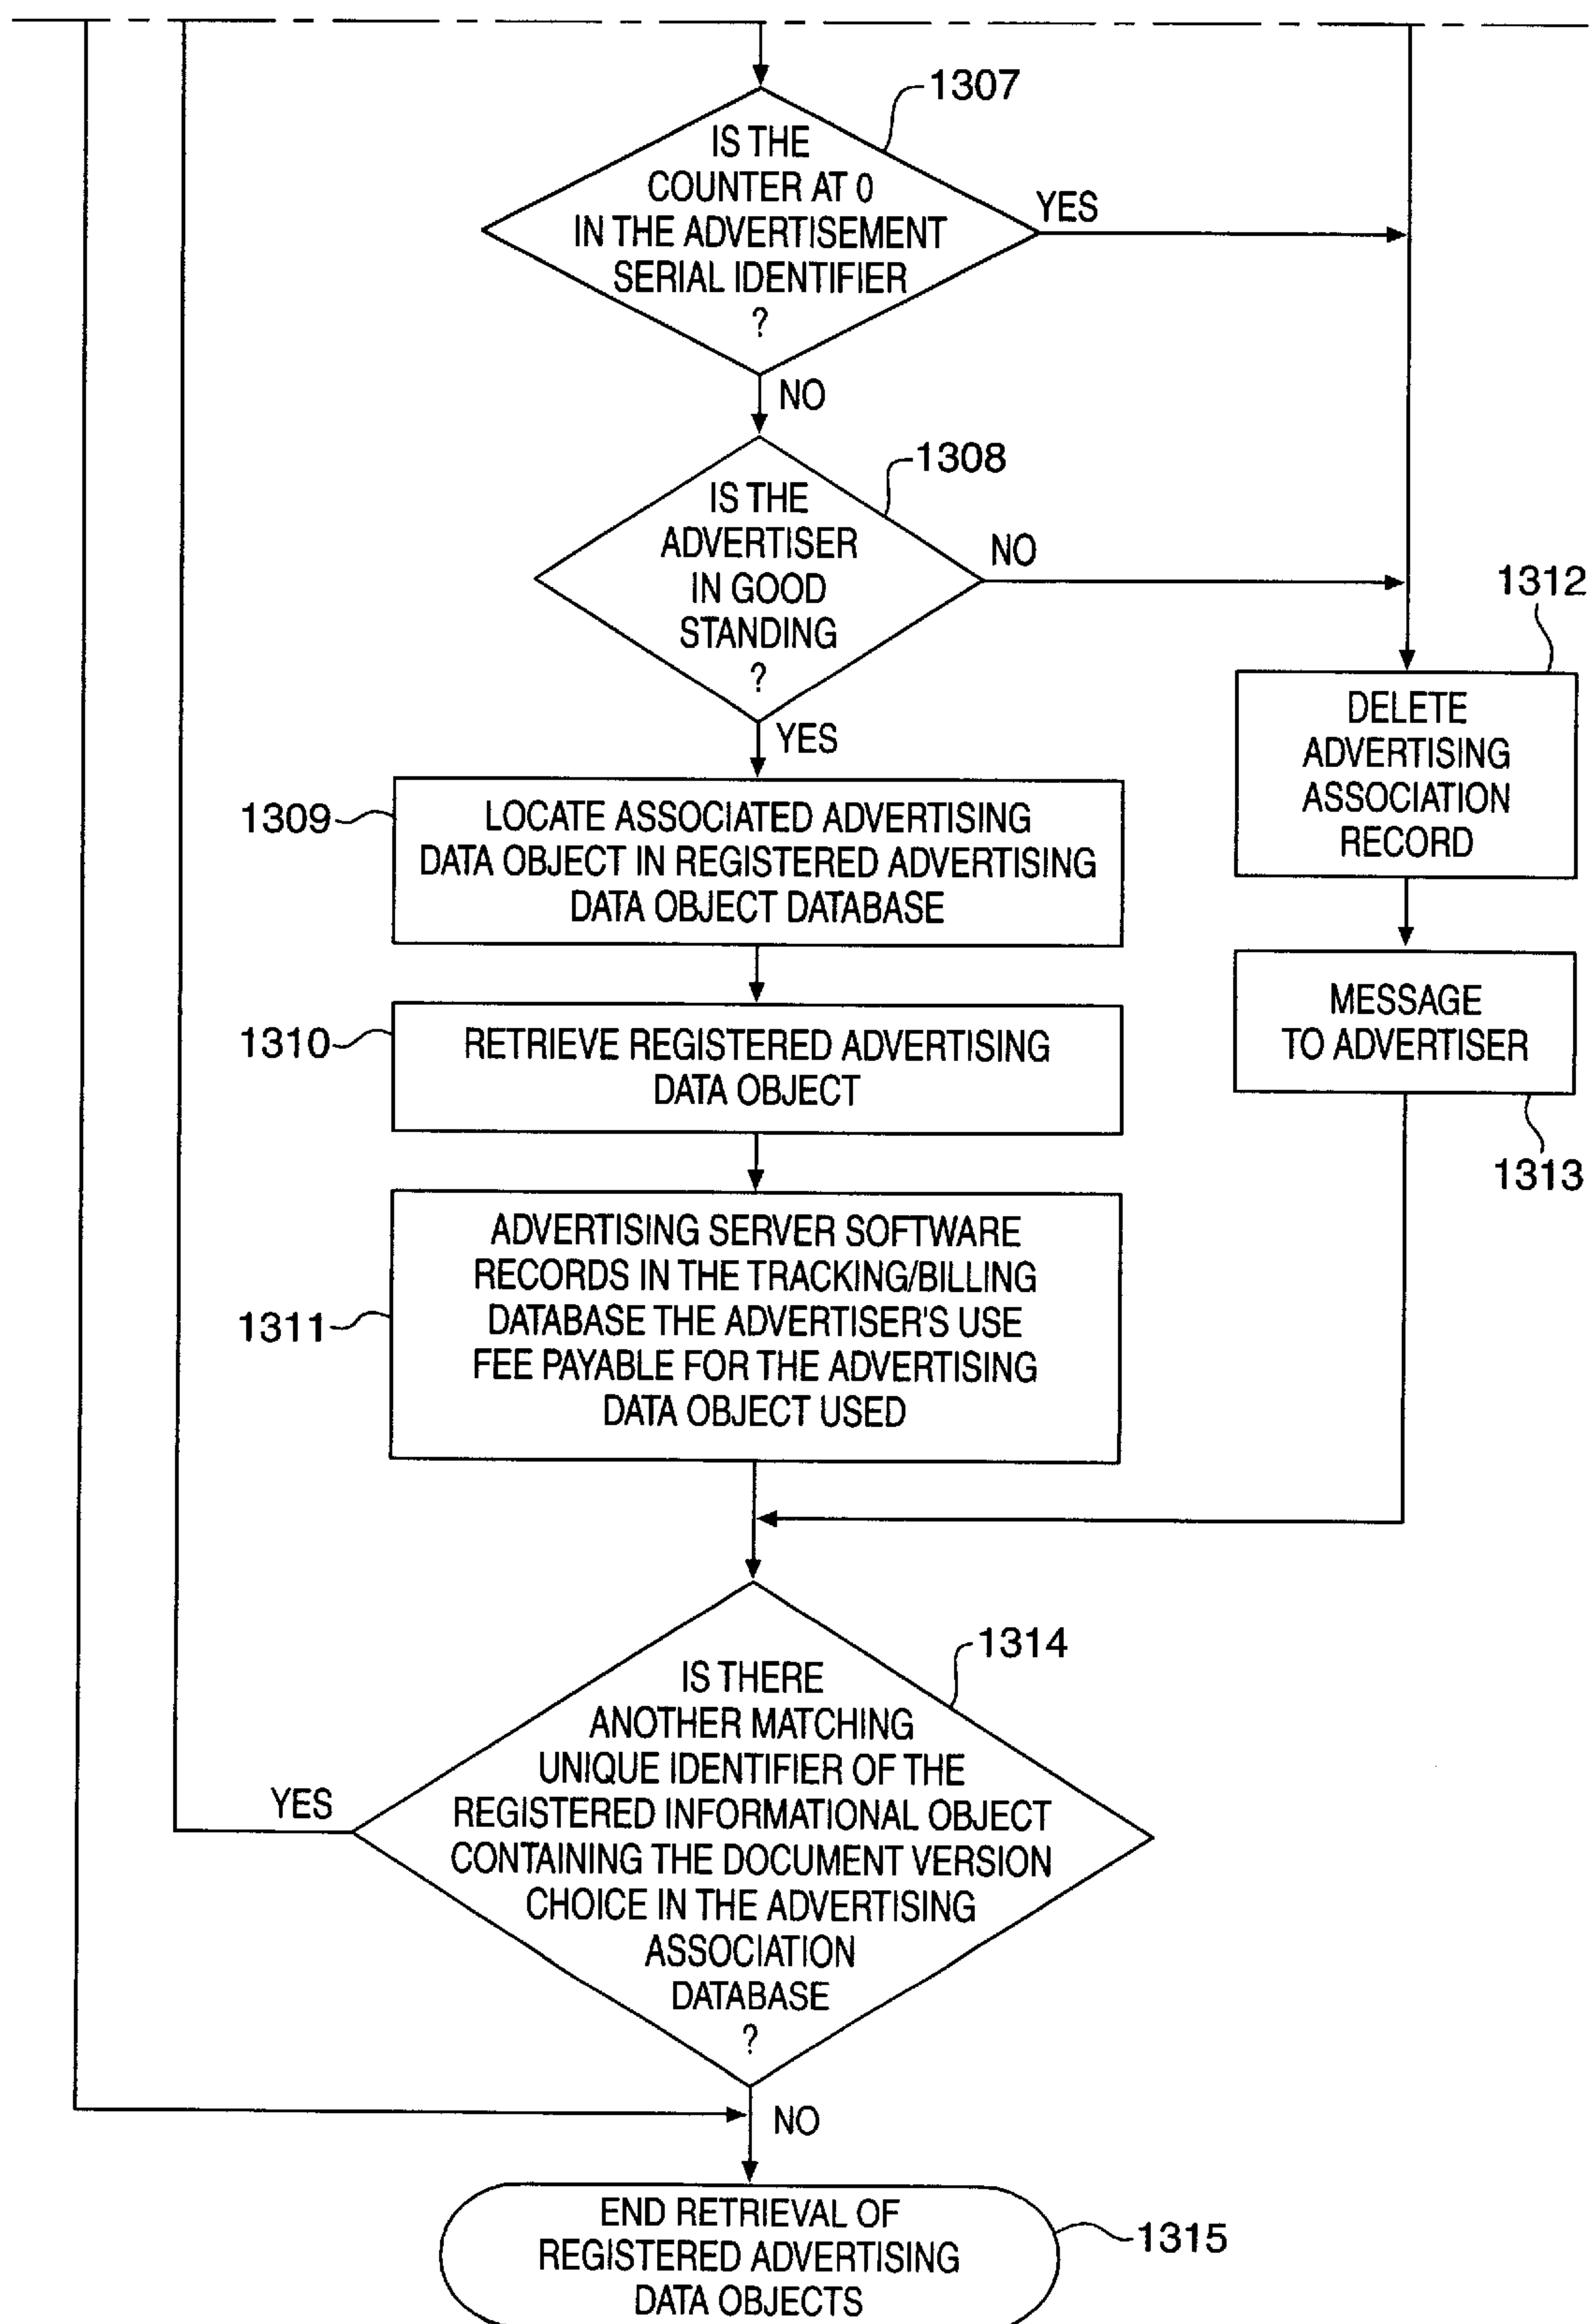 1307
IS THE
COUNTER AT 0
IN THE ADVERTISEMENT
SERIAL IDENTIFIER
?
YES
NO
1308
IS THE
ADVERTISER
IN GOOD
STANDING
?
NO
YES
1312
DELETE
ADVERTISING
ASSOCIATION
RECORD
1309
LOCATE ASSOCIATED ADVERTISING
DATA OBJECT IN REGISTERED ADVERTISING
DATA OBJECT DATABASE
MESSAGE
TO ADVERTISER
1313
1310
RETRIEVE REGISTERED ADVERTISING
DATA OBJECT
1311
ADVERTISING SERVER SOFTWARE
RECORDS IN THE TRACKING/BILLING
DATABASE THE ADVERTISER'S USE
FEE PAYABLE FOR THE ADVERTISING
DATA OBJECT USED
1314
IS THERE
ANOTHER MATCHING
UNIQUE IDENTIFIER OF THE
REGISTERED INFORMATIONAL OBJECT
CONTAINING THE DOCUMENT VERSION
CHOICE IN THE ADVERTISING
ASSOCIATION
DATABASE
?
YES
NO
END RETRIEVAL OF
REGISTERED ADVERTISING
DATA OBJECTS
1315